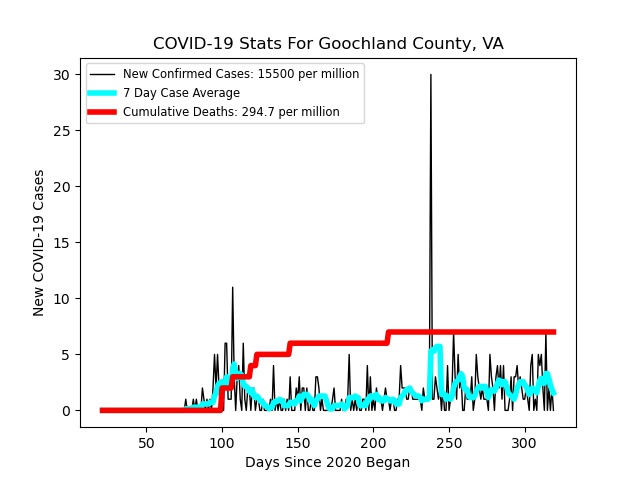 COVID-19 Stats For Goochland County, VA
New Confirmed Cases: 15500 per million
7 Day Case Average
Cumulative Deaths: 294.7 per million
New COVID-19 Cases
30
25
20
15
10
5
0
50 100 150 200 250 300
Days Since 2020 Began